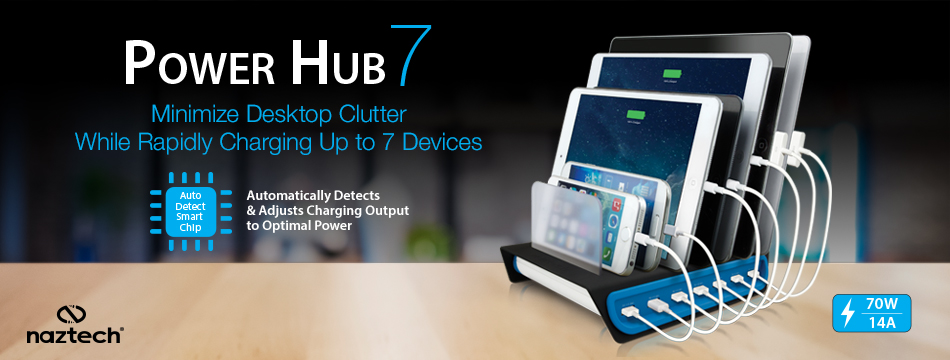 POWER HUB 7
Minimize Desktop Clutter
While Rapidly Charging Up to 7 Devices
Auto
Detect
Smart
Chip
Automatically Detects
& Adjusts Charging Output
to Optimal Power
naztech®
70W
14A